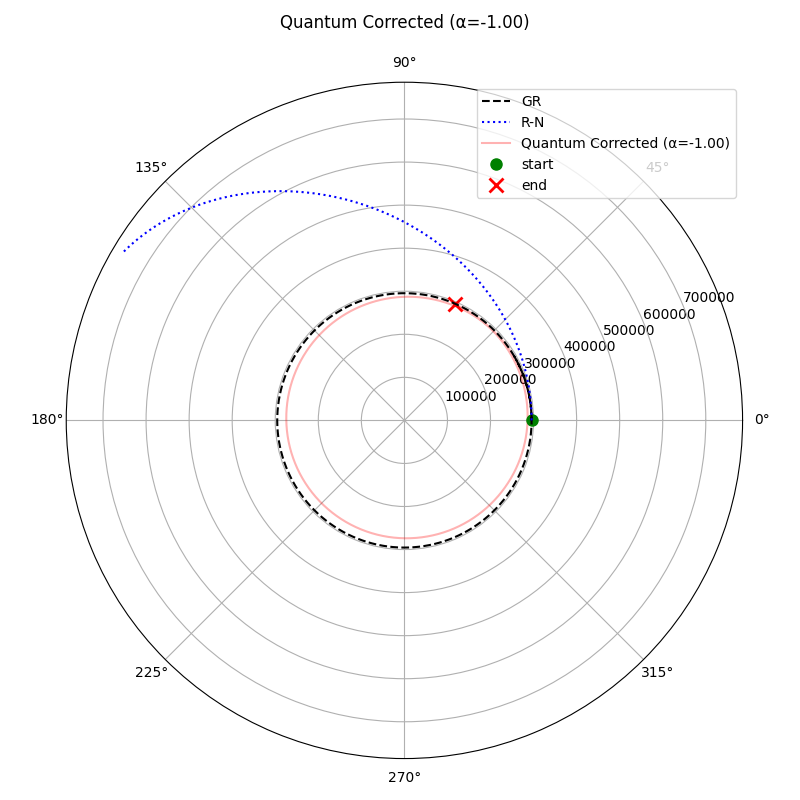 Quantum Corrected (α=-1.00)
90°
GR
R-N
Quantum Corrected (α=-1.00)
start
end
135°
45°
700000
600000
500000
400000
300000
200000
100000
180°
0°
225°
315°
270°